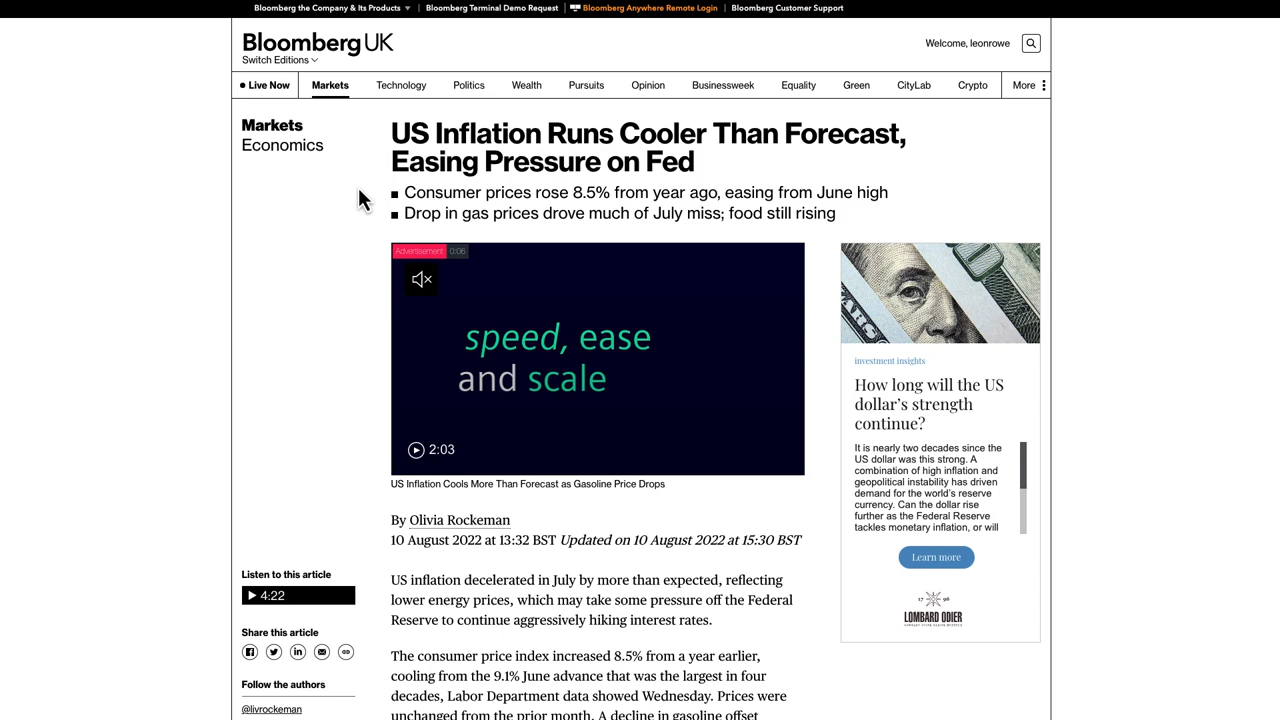 Bloomberg the Company & Its Products
Bloomberg Terminal Demo Request
Bloomberg Anywhere Remote Login
Bloomberg Customer Support
Bloomberg UK
Switch Editions
Welcome, leonrowe
Live Now
Markets
Technology
Politics
Wealth
Pursuits
Opinion
Businessweek
Equality
Green
CityLab
Crypto
More
Markets
Economics
US Inflation Runs Cooler Than Forecast,
Easing Pressure on Fed
Consumer prices rose 8.5% from year ago, easing from June high
Drop in gas prices drove much of July miss; food still rising
Advertisement 0:06
speed, ease
and scale
2:03
US Inflation Cools More Than Forecast as Gasoline Price Drops
By Olivia Rockeman
10 August 2022 at 13:32 BST Updated on 10 August 2022 at 15:30 BST
US inflation decelerated in July by more than expected, reflecting
lower energy prices, which may take some pressure off the Federal
Reserve to continue aggressively hiking interest rates.
The consumer price index increased 8.5% from a year earlier,
cooling from the 9.1% June advance that was the largest in four
decades, Labor Department data showed Wednesday. Prices were
unchanged from the prior month. A decline in gasoline offset
Listen to this article
4:22
Share this article
Follow the authors
@livrockeman
investment insights
How long will the US
dollar's strength
continue?
It is nearly two decades since the
US dollar was this strong. A
combination of high inflation and
geopolitical instability has driven
demand for the world's reserve
currency. Can the dollar rise
further as the Federal Reserve
tackles monetary inflation, or will
Learn more
17 96
LOMBARD ODIER